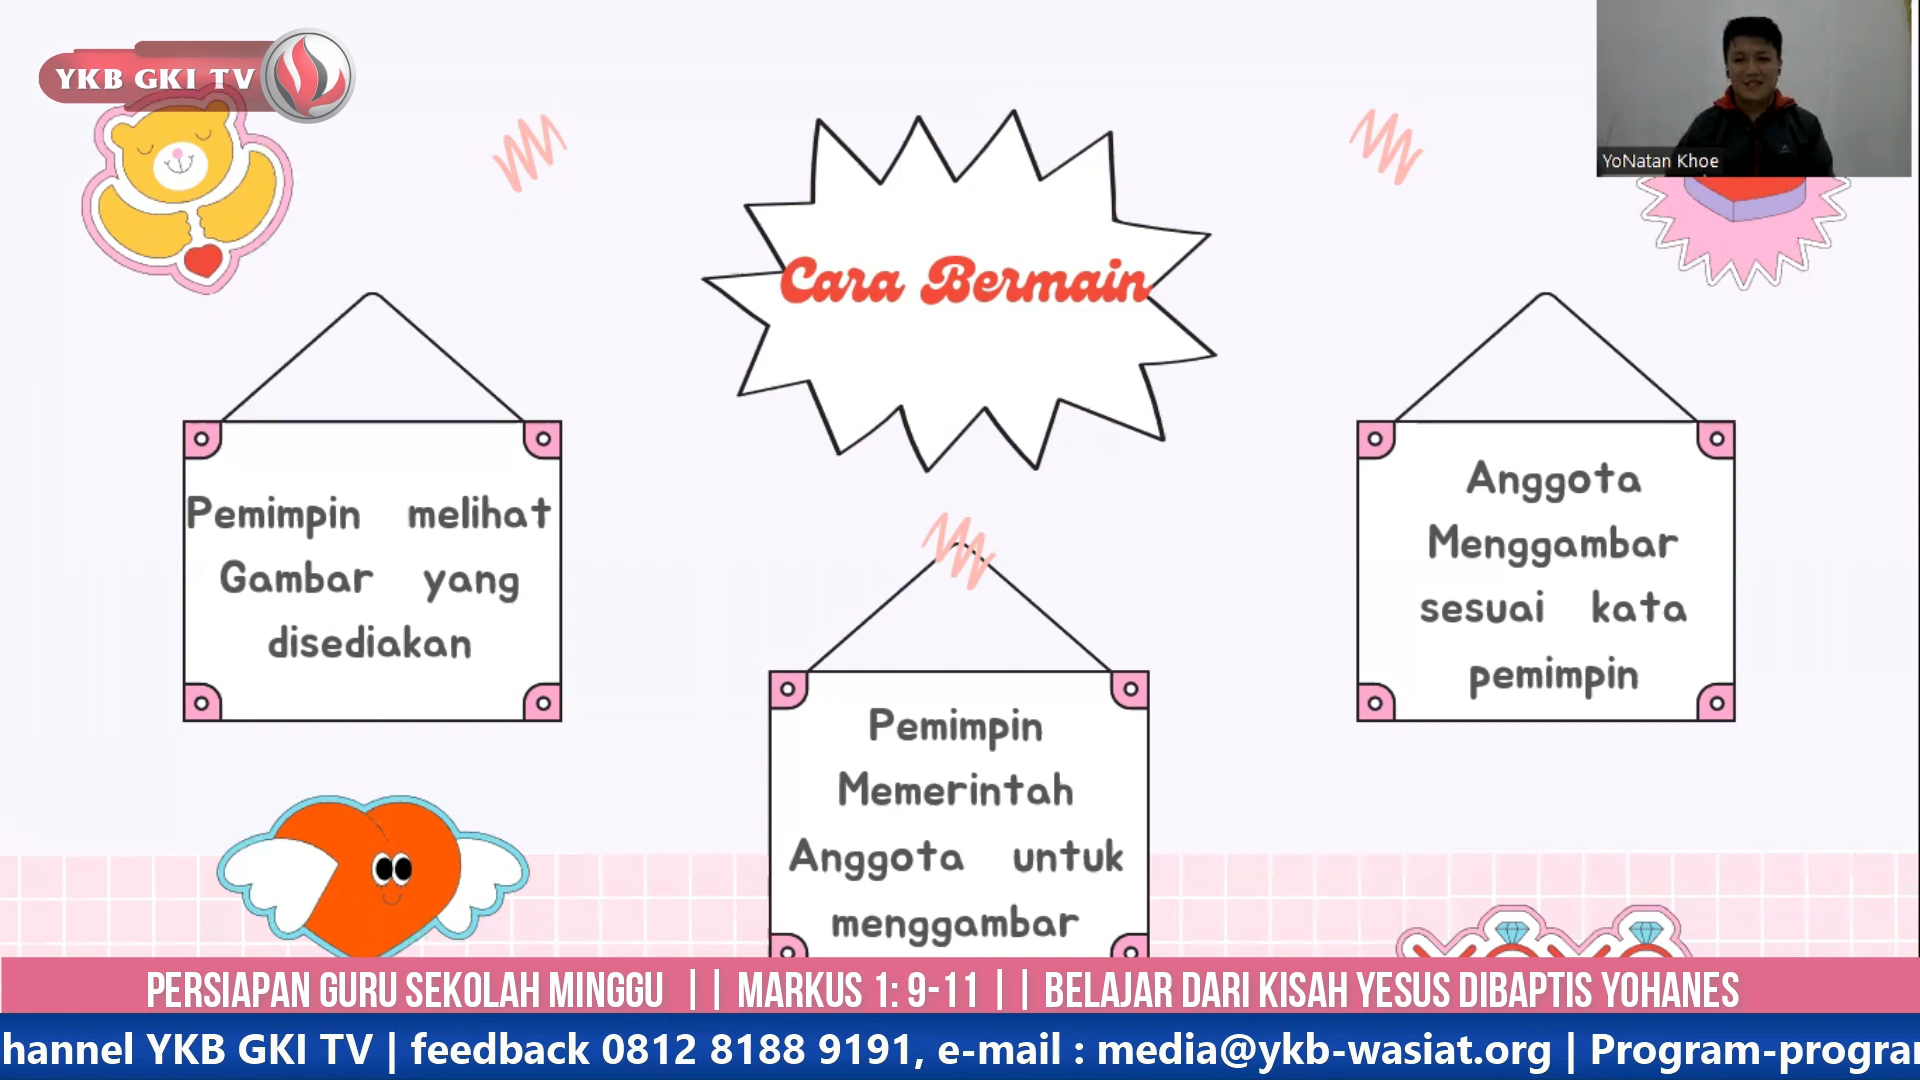 YKB GKI TV
YoNatan Khoe
Cara Bermain
Pemimpin melihat
Gambar yang
disediakan
Pemimpin
Memerintah
Anggota untuk
menggambar
Anggota
Menggambar
sesuai kata
pemimpin
PERSIAPAN GURU SEKOLAH MINGGU || MARKUS 1: 9-11 || BELAJAR DARI KISAH YESUS DIBAPTIS YOHANES
hannel YKB GKI TV | feedback 0812 8188 9191, e-mail : media@ykb-wasiat.org | Program-progra